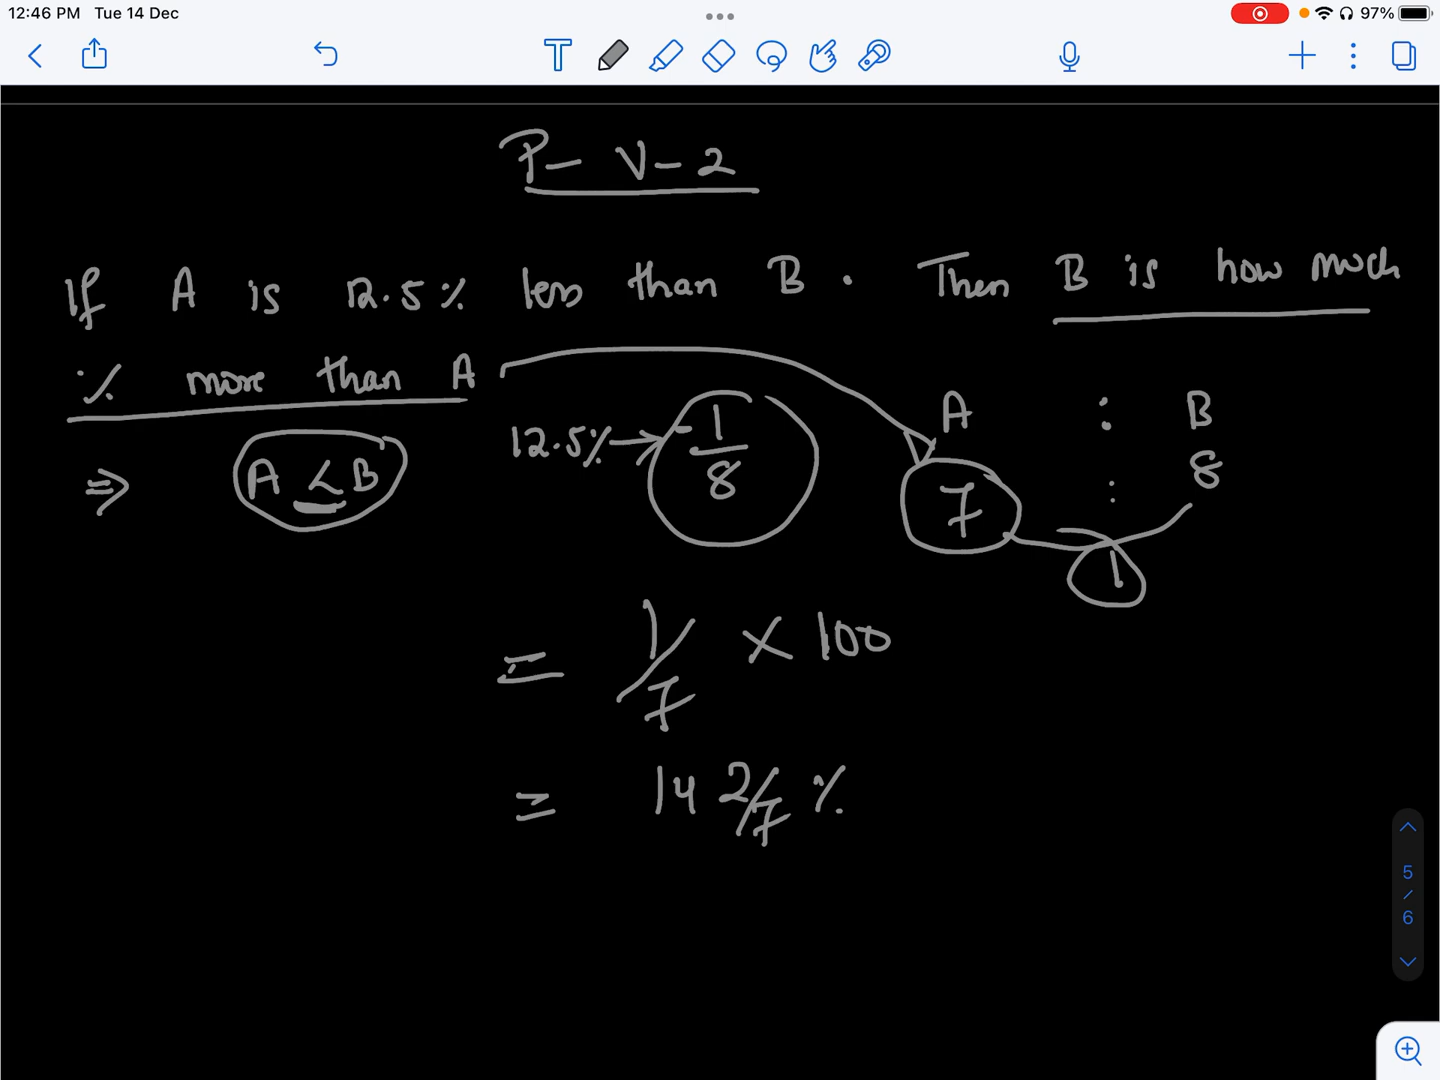 12:46 PM Tue 14 Dec
97%
P- V-2
If A is 12.5% less than B. Then B is how much
% more than A
A : B
12.5% → 1/8
7 : 8
⇒ A < B
1
= 1/7 × 100
= 14 2/7 %
5
/
6